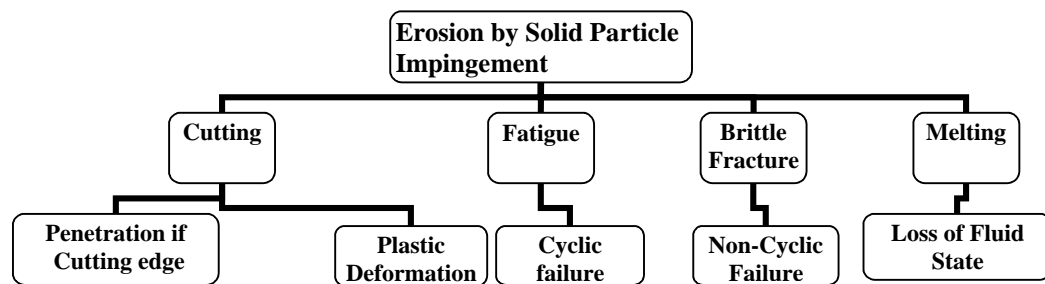 Erosion by Solid Particle
Impingement
Cutting
Fatigue
Brittle
Fracture
Melting
Penetration if
Cutting edge
Plastic
Deformation
Cyclic
failure
Non-Cyclic
Failure
Loss of Fluid
State